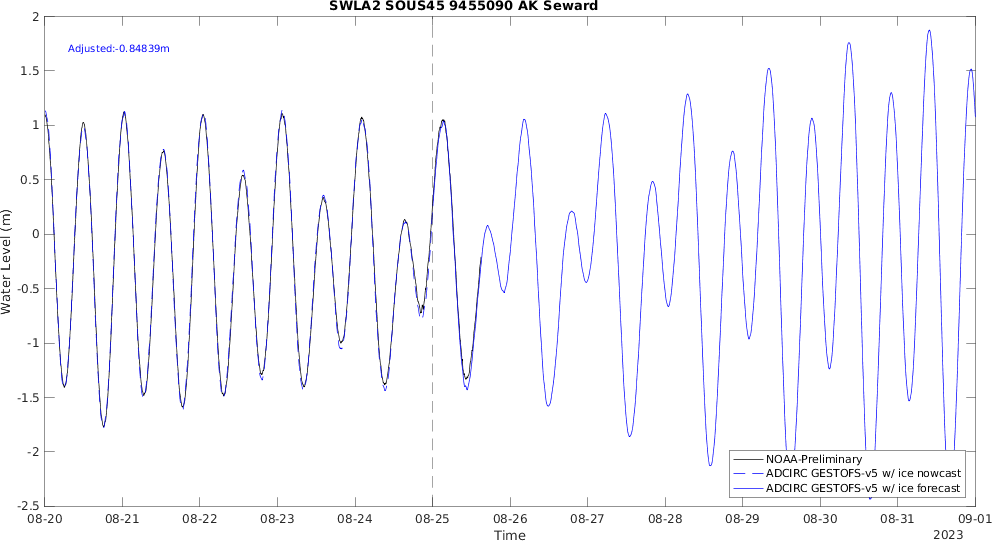 SWLA2 SOUS45 9455090 AK Seward
Adjusted:-0.84839m
Water Level (m)
2
1.5
1
0.5
0
-0.5
-1
-1.5
-2
-2.5
NOAA-Preliminary
ADCIRC GESTOFS-v5 w/ ice nowcast
ADCIRC GESTOFS-v5 w/ ice forecast
08-20 08-21 08-22 08-23 08-24 08-25 08-26 08-27 08-28 08-29 08-30 08-31 09-01
Time
2023